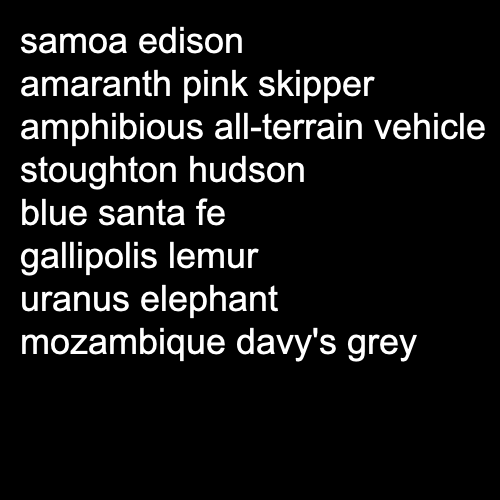 samoa edison
amaranth pink skipper
amphibious all-terrain vehicle
stoughton hudson
blue santa fe
gallipolis lemur
uranus elephant
mozambique davy's grey